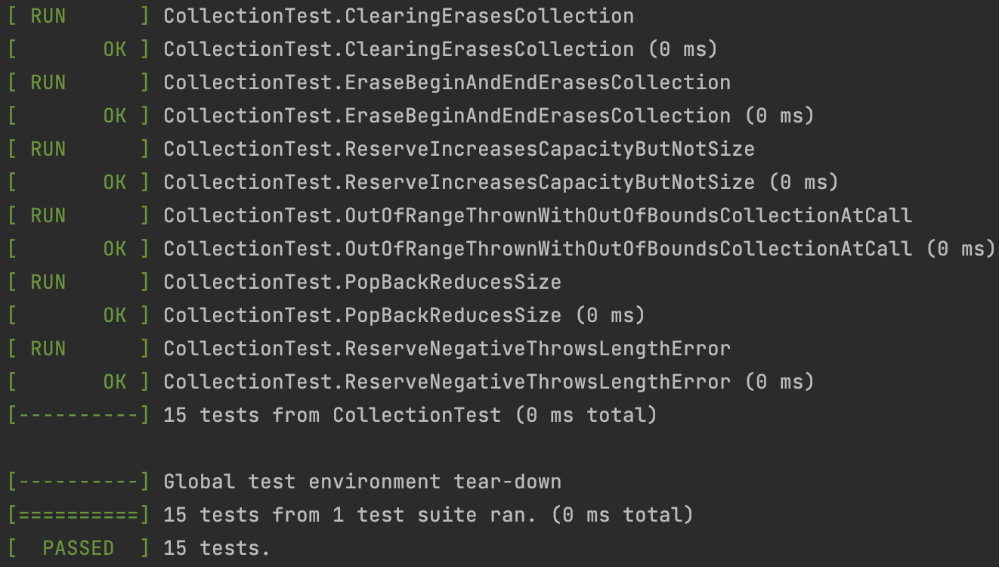 [ RUN      ] CollectionTest.ClearingErasesCollection
[       OK ] CollectionTest.ClearingErasesCollection (0 ms)
[ RUN      ] CollectionTest.EraseBeginAndEndErasesCollection
[       OK ] CollectionTest.EraseBeginAndEndErasesCollection (0 ms)
[ RUN      ] CollectionTest.ReserveIncreasesCapacityButNotSize
[       OK ] CollectionTest.ReserveIncreasesCapacityButNotSize (0 ms)
[ RUN      ] CollectionTest.OutOfRangeThrownWithOutOfBoundsCollectionAtCall
[       OK ] CollectionTest.OutOfRangeThrownWithOutOfBoundsCollectionAtCall (0 ms)
[ RUN      ] CollectionTest.PopBackReducesSize
[       OK ] CollectionTest.PopBackReducesSize (0 ms)
[ RUN      ] CollectionTest.ReserveNegativeThrowsLengthError
[       OK ] CollectionTest.ReserveNegativeThrowsLengthError (0 ms)
[----------] 15 tests from CollectionTest (0 ms total)
[----------] Global test environment tear-down
[==========] 15 tests from 1 test suite ran. (0 ms total)
[  PASSED  ] 15 tests.